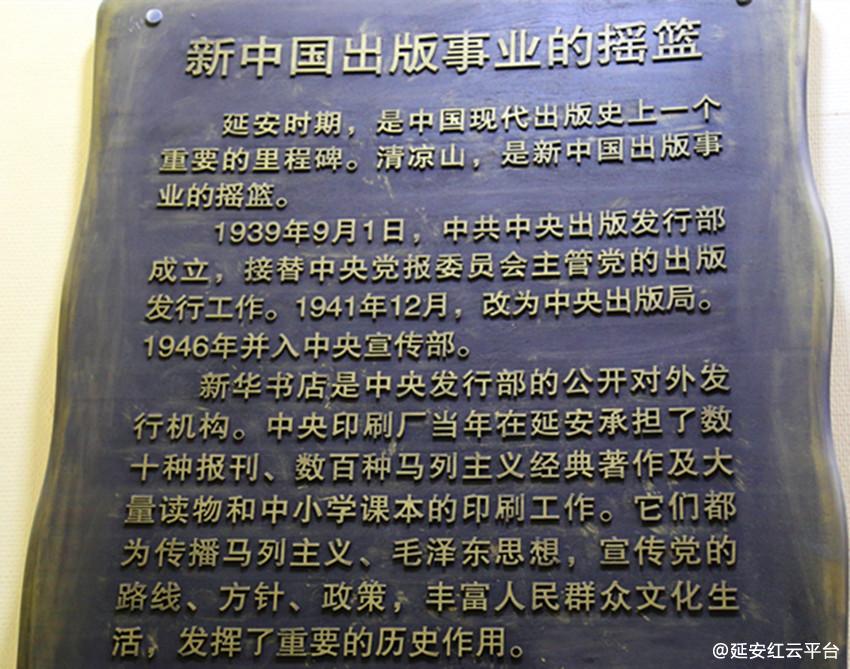 新中国出版事业的摇篮
延安时期，是中国现代出版史上一个
重要的里程碑。清凉山，是新中国出版事
业的摇篮。
1939年9月1日，中共中央出版发行部
成立，接替中央党报委员会主管党的出版
发行工作。1941年12月，改为中央出版局。
1946年并入中央宣传部。
新华书店是中央发行部的公开对外发
行机构。中央印刷厂当年在延安承担了数
十种报刊、数百种马列主义经典著作及大
量读物和中小学课本的印刷工作。它们都
为传播马列主义、毛泽东思想，宣传党的
路线、方针、政策，丰富人民群众文化生
活，发挥了重要的历史作用。
@延安红云平台